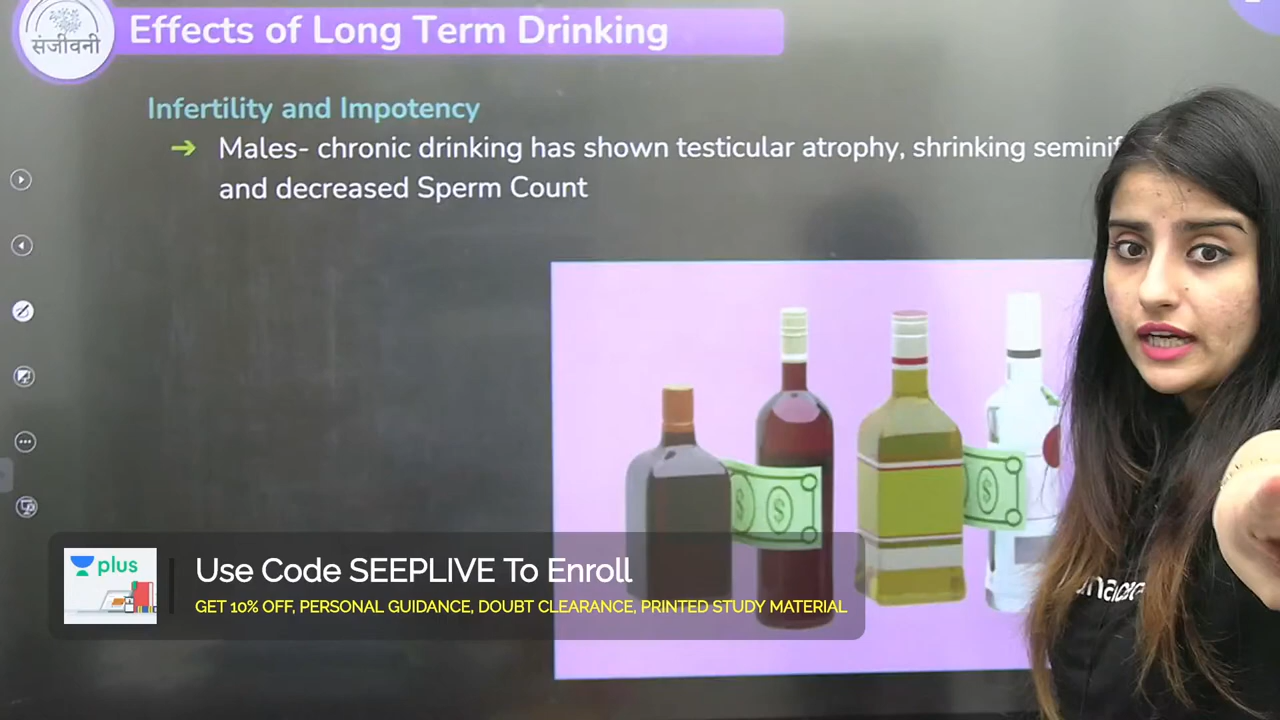 संजीवनी
Effects of Long Term Drinking
Infertility and Impotency
➔ Males- chronic drinking has shown testicular atrophy, shrinking
and decreased Sperm Count
plus
Use Code SEEPLIVE To Enroll
GET 10% OFF, PERSONAL GUIDANCE, DOUBT CLEARANCE, PRINTED STUDY MATERIAL